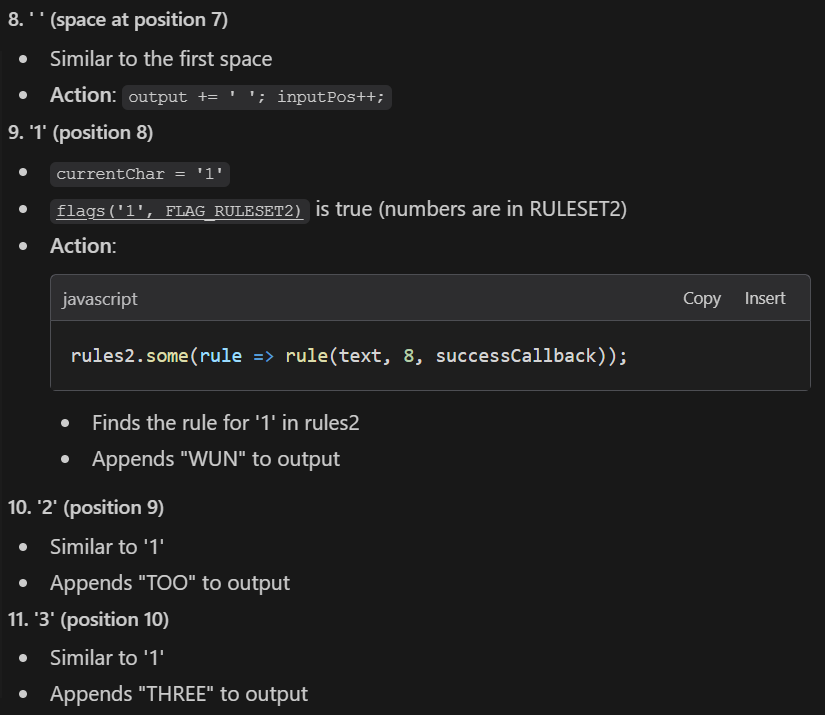 8. ' ' (space at position 7)
• Similar to the first space
• Action: output += ' '; inputPos++;
9. '1' (position 8)
• currentChar = '1'
• flags('1', FLAG_RULESET2) is true (numbers are in RULESET2)
• Action:
javascript Copy Insert
rules2.some(rule => rule(text, 8, successCallback));
• Finds the rule for '1' in rules2
• Appends "WUN" to output
10. '2' (position 9)
• Similar to '1'
• Appends "TOO" to output
11. '3' (position 10)
• Similar to '1'
• Appends "THREE" to output